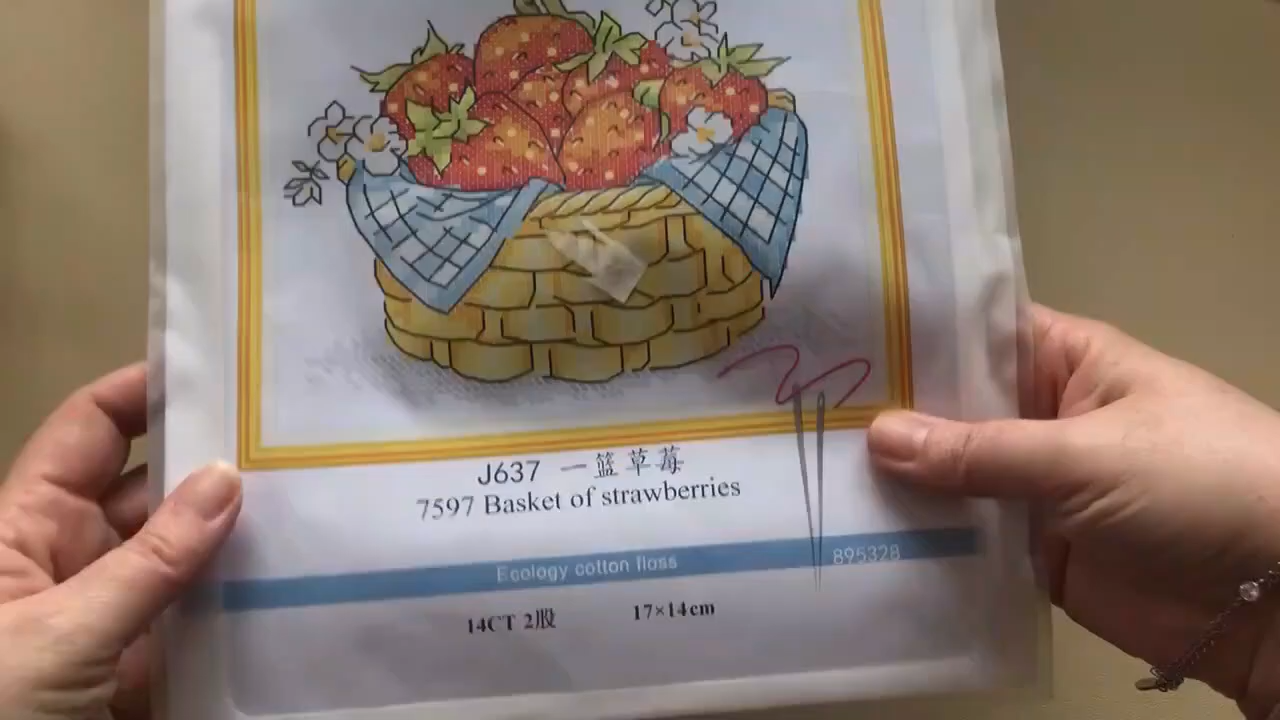 J637 一篮草莓
7597 Basket of strawberries
Ecology cotton floss
895328
14CT 2股 17×14cm